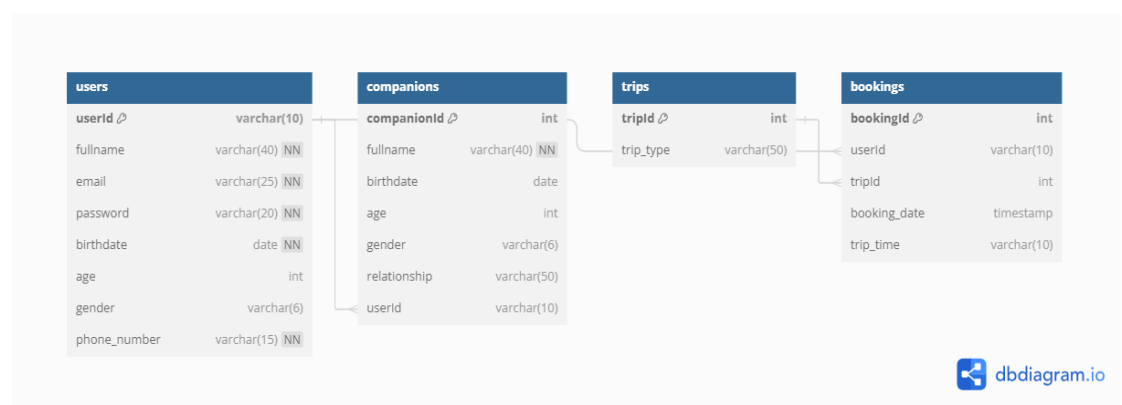 users
userId varchar(10)
fullname varchar(40) NN
email varchar(25) NN
password varchar(20) NN
birthdate date NN
age int
gender varchar(6)
phone_number varchar(15) NN
companions
companionId int
fullname varchar(40) NN
birthdate date
age int
gender varchar(6)
relationship varchar(50)
userId varchar(10)
trips
tripId int
trip_type varchar(50)
bookings
bookingId int
userId varchar(10)
tripId int
booking_date timestamp
trip_time varchar(10)
dbdiagram.io